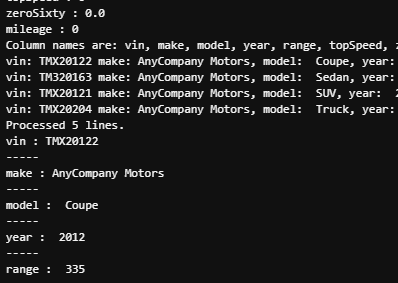 zeroSixty : 0.0
mileage : 0
Column names are: vin, make, model, year, range, topSpeed,
vin: TMX20122 make: AnyCompany Motors, model:  Coupe, year:
vin: TM320163 make: AnyCompany Motors, model:  Sedan, year:
vin: TMX20121 make: AnyCompany Motors, model:  SUV, year:
vin: TMX20204 make: AnyCompany Motors, model:  Truck, year:
Processed 5 lines.
vin : TMX20122
-----
make : AnyCompany Motors
-----
model :  Coupe
-----
year :  2012
-----
range :  335